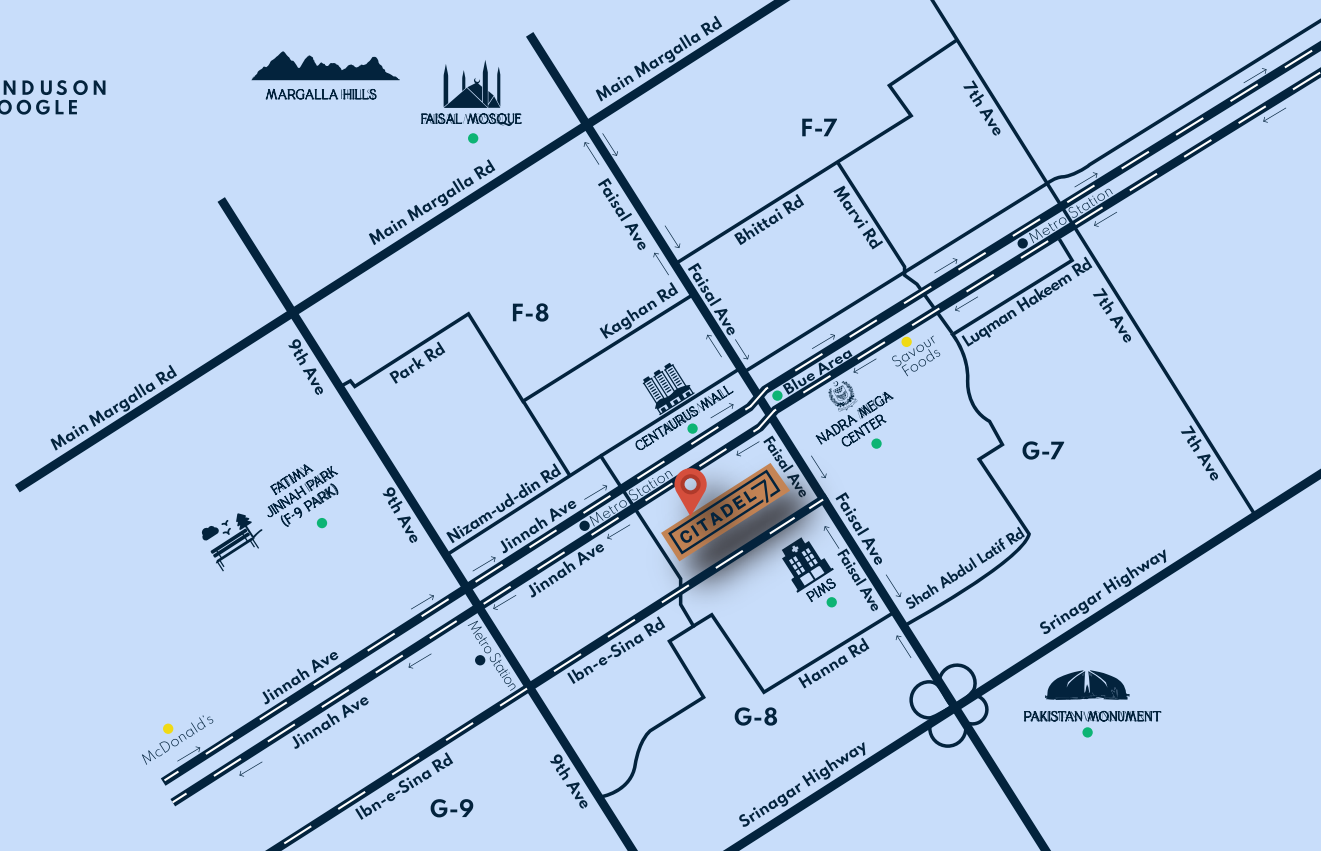 NDUSON
OOGLE
MARGALLA HILLS
FAISAL MOSQUE
Main Margalla Rd
F-7
7th Ave
Main Margalla Rd
Faisal Ave
Bhittai Rd
Marvi Rd
Metro Station
F-8
Kaghan Rd
Faisal Ave
Luqman Hakeem Rd
7th Ave
9th Ave
Park Rd
Savour
Foods
Blue Area
Main Margalla Rd
CENTAURUS MALL
NADRA MEGA
CENTER
G-7
7th Ave
FATIMA
JINNAH PARK
(F-9 PARK)
9th Ave
Nizam-ud-din Rd
Jinnah Ave
Metro Station
Faisal Ave
CITADEL 7
Faisal Ave
Jinnah Ave
PIMS
Faisal Ave
Shah Abdul Latif Rd
Srinagar Highway
Metro Station
Ibn-e-Sina Rd
Hanna Rd
Jinnah Ave
Jinnah Ave
McDonald's
G-8
PAKISTAN MONUMENT
Srinagar Highway
9th Ave
Ibn-e-Sina Rd
G-9